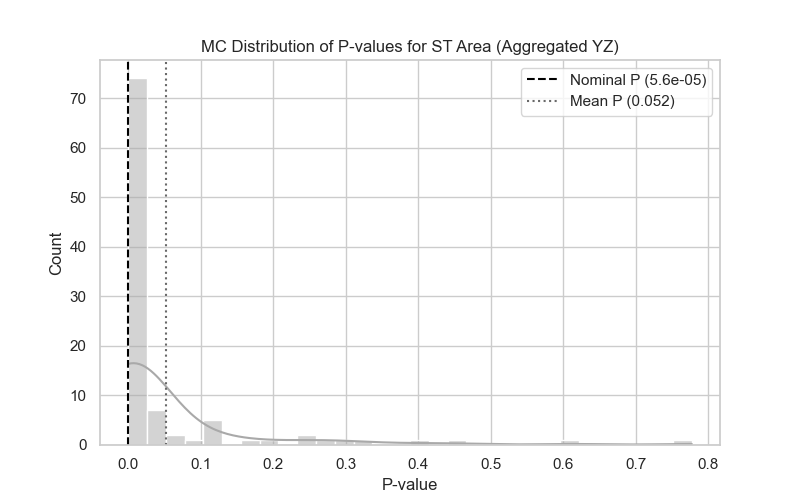 MC Distribution of P-values for ST Area (Aggregated YZ)
Nominal P (5.6e-05)
Mean P (0.052)
Count
70
60
50
40
30
20
10
0
0.0 0.1 0.2 0.3 0.4 0.5 0.6 0.7 0.8
P-value